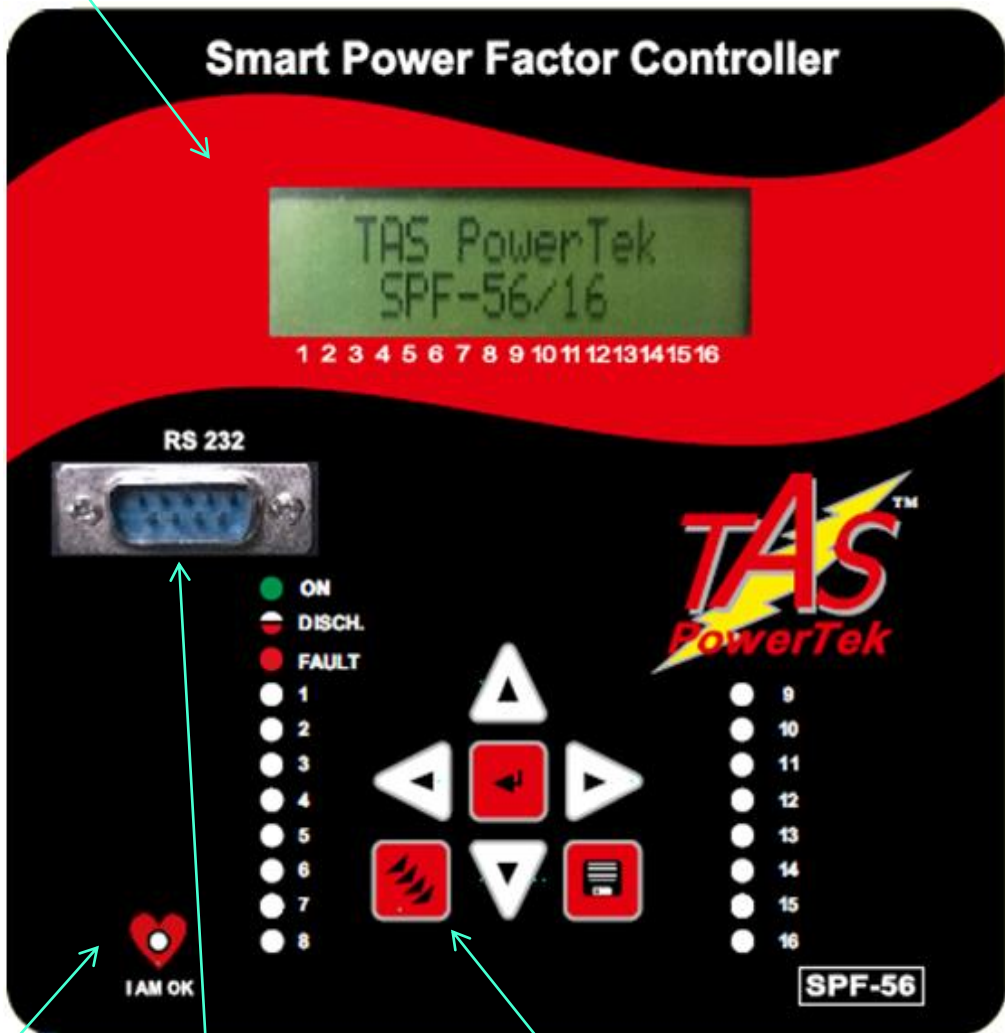 Smart Power Factor Controller
TAS PowerTek
SPF-56/16
1 2 3 4 5 6 7 8 9 10 11 12 13 14 15 16
RS 232
TAS™
PowerTek
ON
DISCH.
FAULT
1
2
3
4
5
6
7
8
9
10
11
12
13
14
15
16
I AM OK
SPF-56